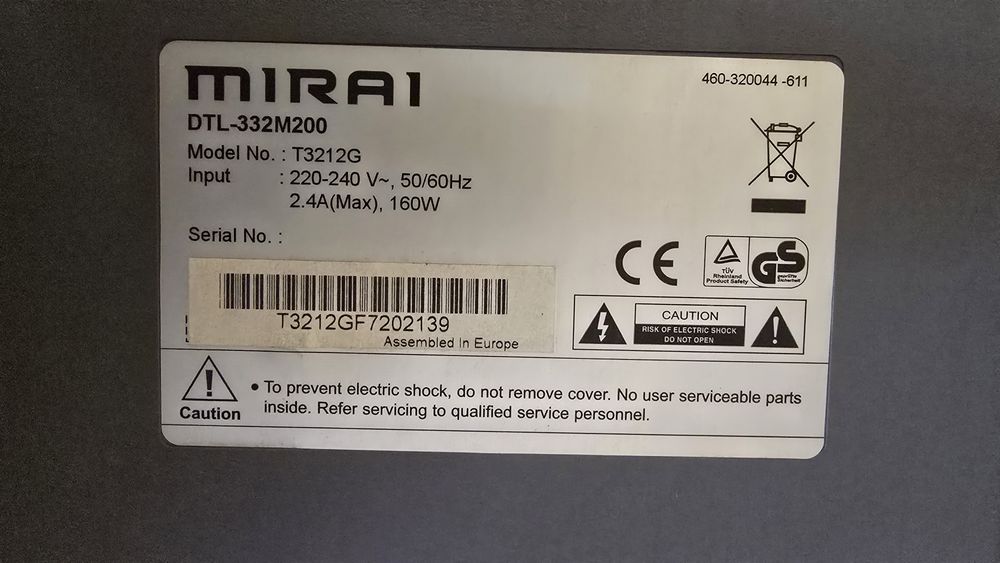 MIRAI
460-320044 -611
DTL-332M200
Model No. : T3212G
Input : 220-240 V~, 50/60Hz
2.4A(Max), 160W
Serial No. :
T3212GF7202139
Assembled In Europe
CE
TÜV
Rheinland
Product Safety
GS
geprüfte
Sicherheit
CAUTION
RISK OF ELECTRIC SHOCK
DO NOT OPEN
Caution
• To prevent electric shock, do not remove cover. No user serviceable parts
inside. Refer servicing to qualified service personnel.